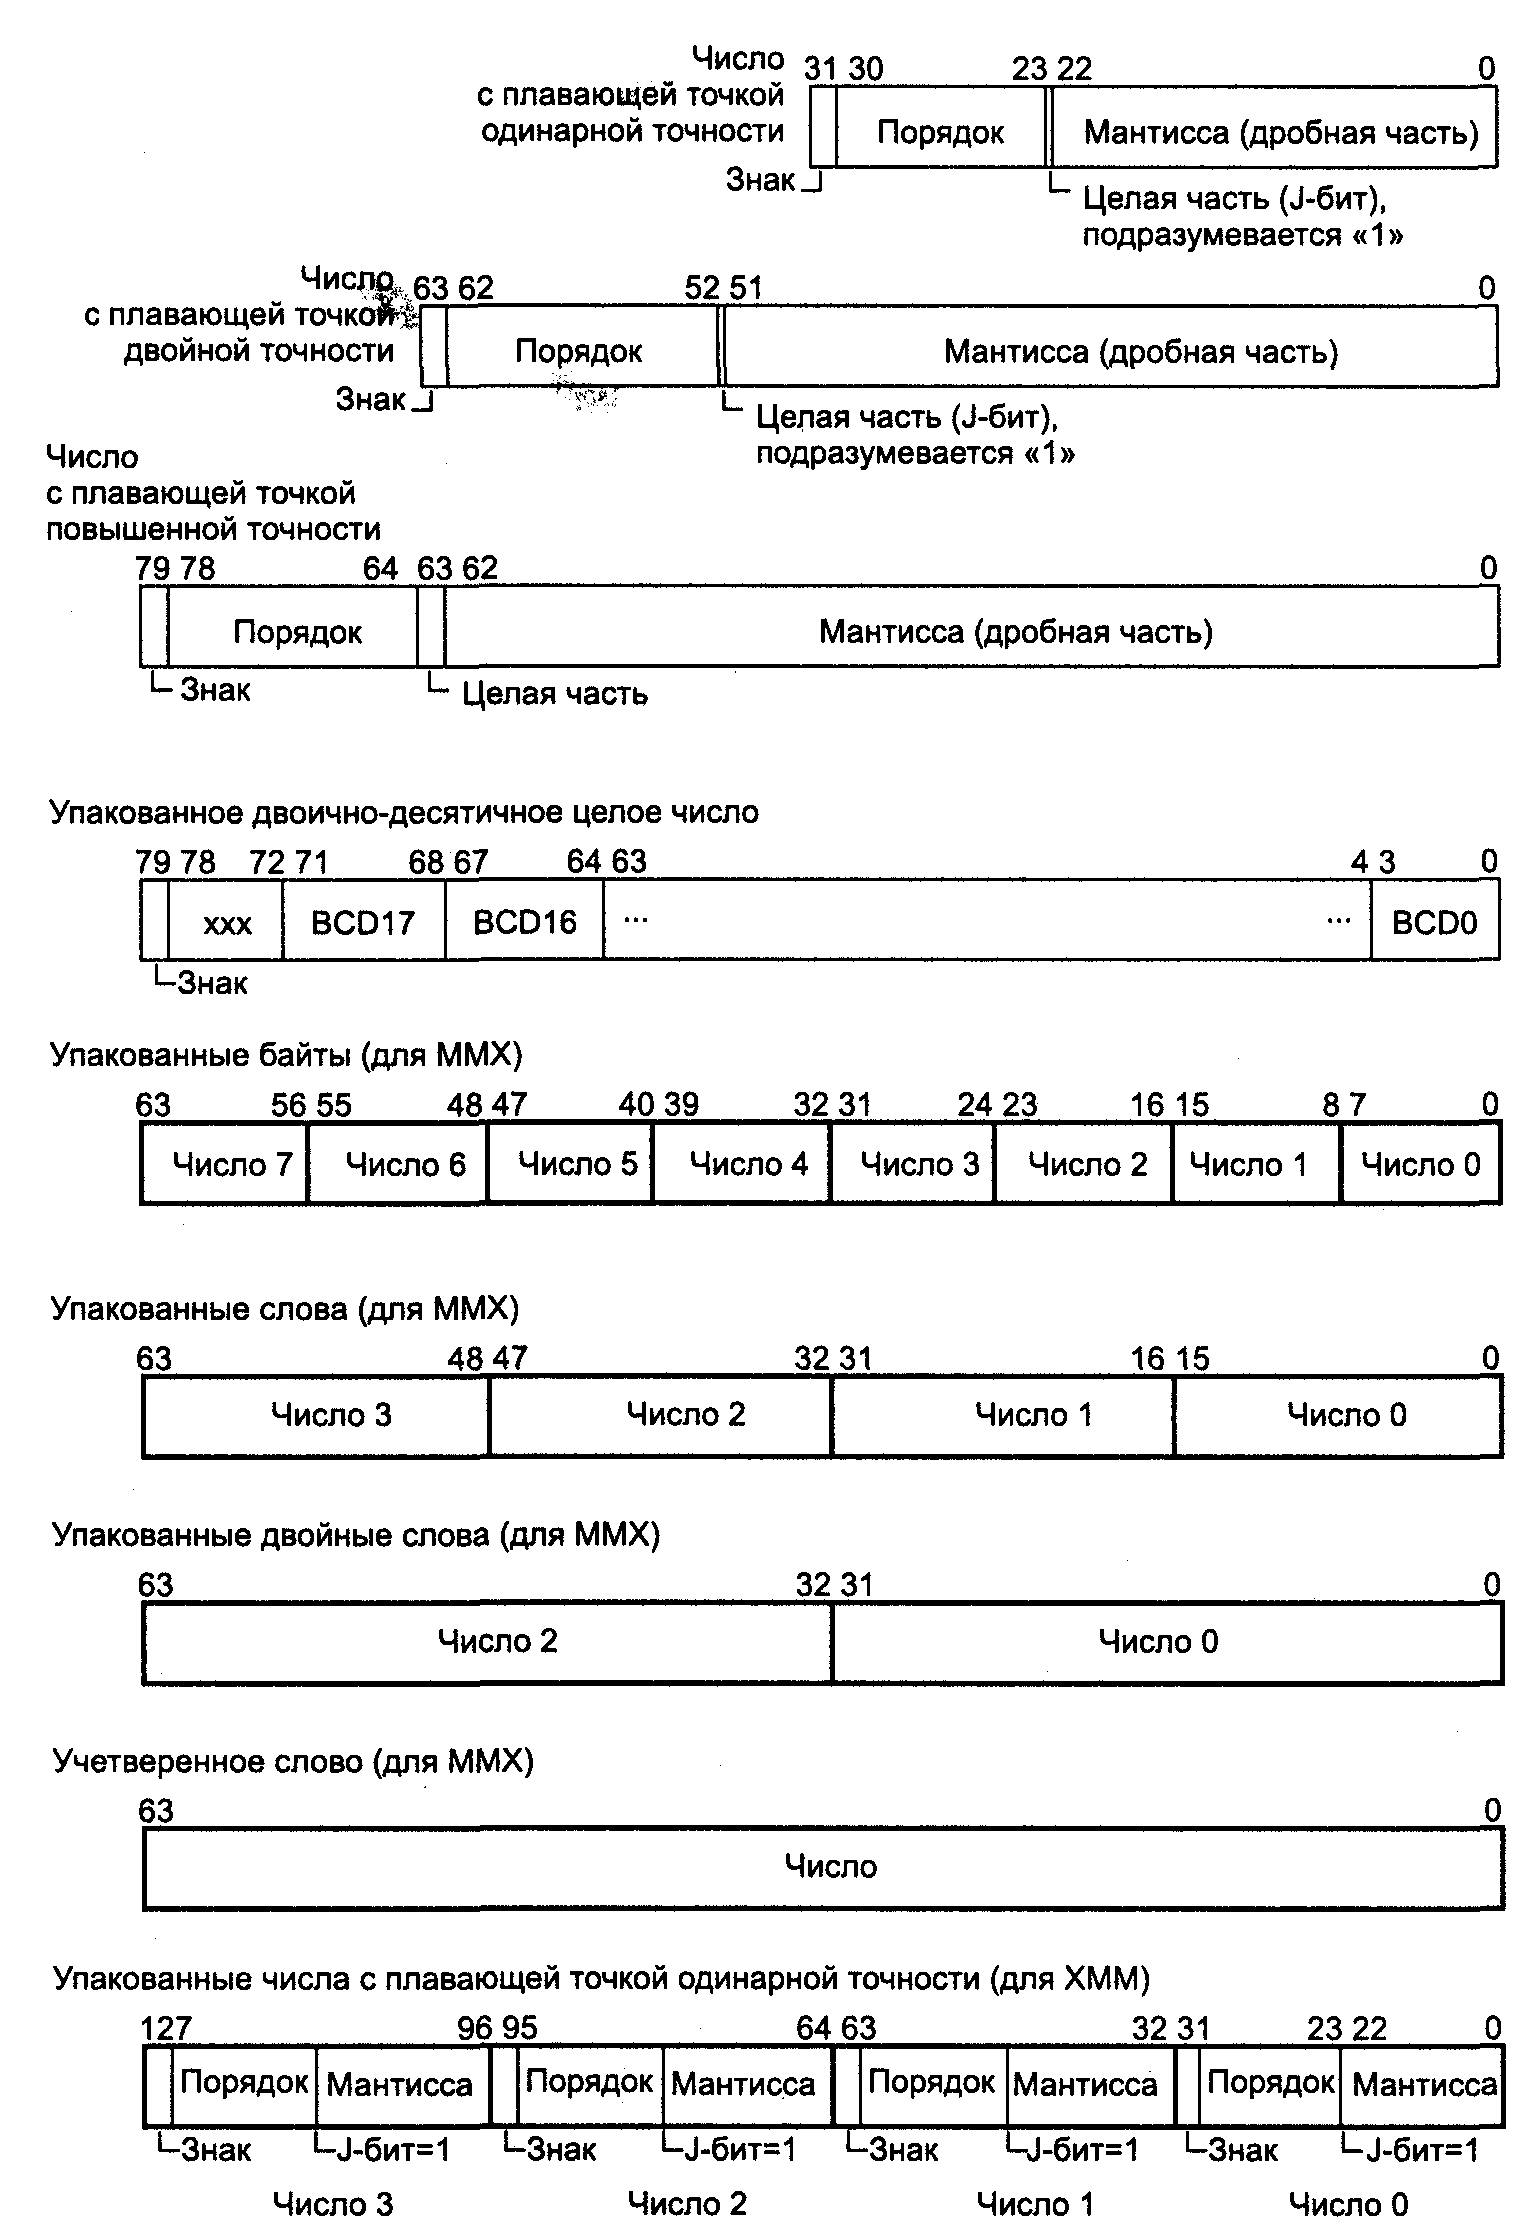 Число
с плавающей точкой
одинарной точности
31 30 23 22 0
Порядок Мантисса (дробная часть)
Знак
Целая часть (J-бит),
подразумевается «1»
Число
с плавающей точкой
двойной точности
63 62 52 51 0
Порядок Мантисса (дробная часть)
Знак
Целая часть (J-бит),
подразумевается «1»
Число
с плавающей точкой
повышенной точности
79 78 64 63 62 0
Порядок Мантисса (дробная часть)
Знак Целая часть
Упакованное двоично-десятичное целое число
79 78 72 71 68 67 64 63 4 3 0
xxx BCD17 BCD16 ... ... BCD0
Знак
Упакованные байты (для MMX)
63 56 55 48 47 40 39 32 31 24 23 16 15 8 7 0
Число 7 Число 6 Число 5 Число 4 Число 3 Число 2 Число 1 Число 0
Упакованные слова (для MMX)
63 48 47 32 31 16 15 0
Число 3 Число 2 Число 1 Число 0
Упакованные двойные слова (для MMX)
63 32 31 0
Число 2 Число 0
Учетверенное слово (для MMX)
63 0
Число
Упакованные числа с плавающей точкой одинарной точности (для XMM)
127 96 95 64 63 32 31 23 22 0
Порядок Мантисса Порядок Мантисса Порядок Мантисса Порядок Мантисса
Знак J-бит=1 Знак J-бит=1 Знак J-бит=1 Знак J-бит=1
Число 3 Число 2 Число 1 Число 0